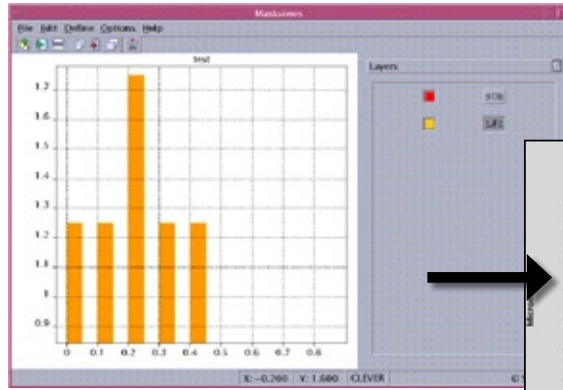 Maskviews
File Edit Define Options Help
test
Layers
1.7
1.6
1.5
1.4
1.3
1.2
1.1
1
0.9
0 0.1 0.2 0.3 0.4 0.5 0.6 0.7 0.8
X: -0.200 Y: 1.600 CLEVER